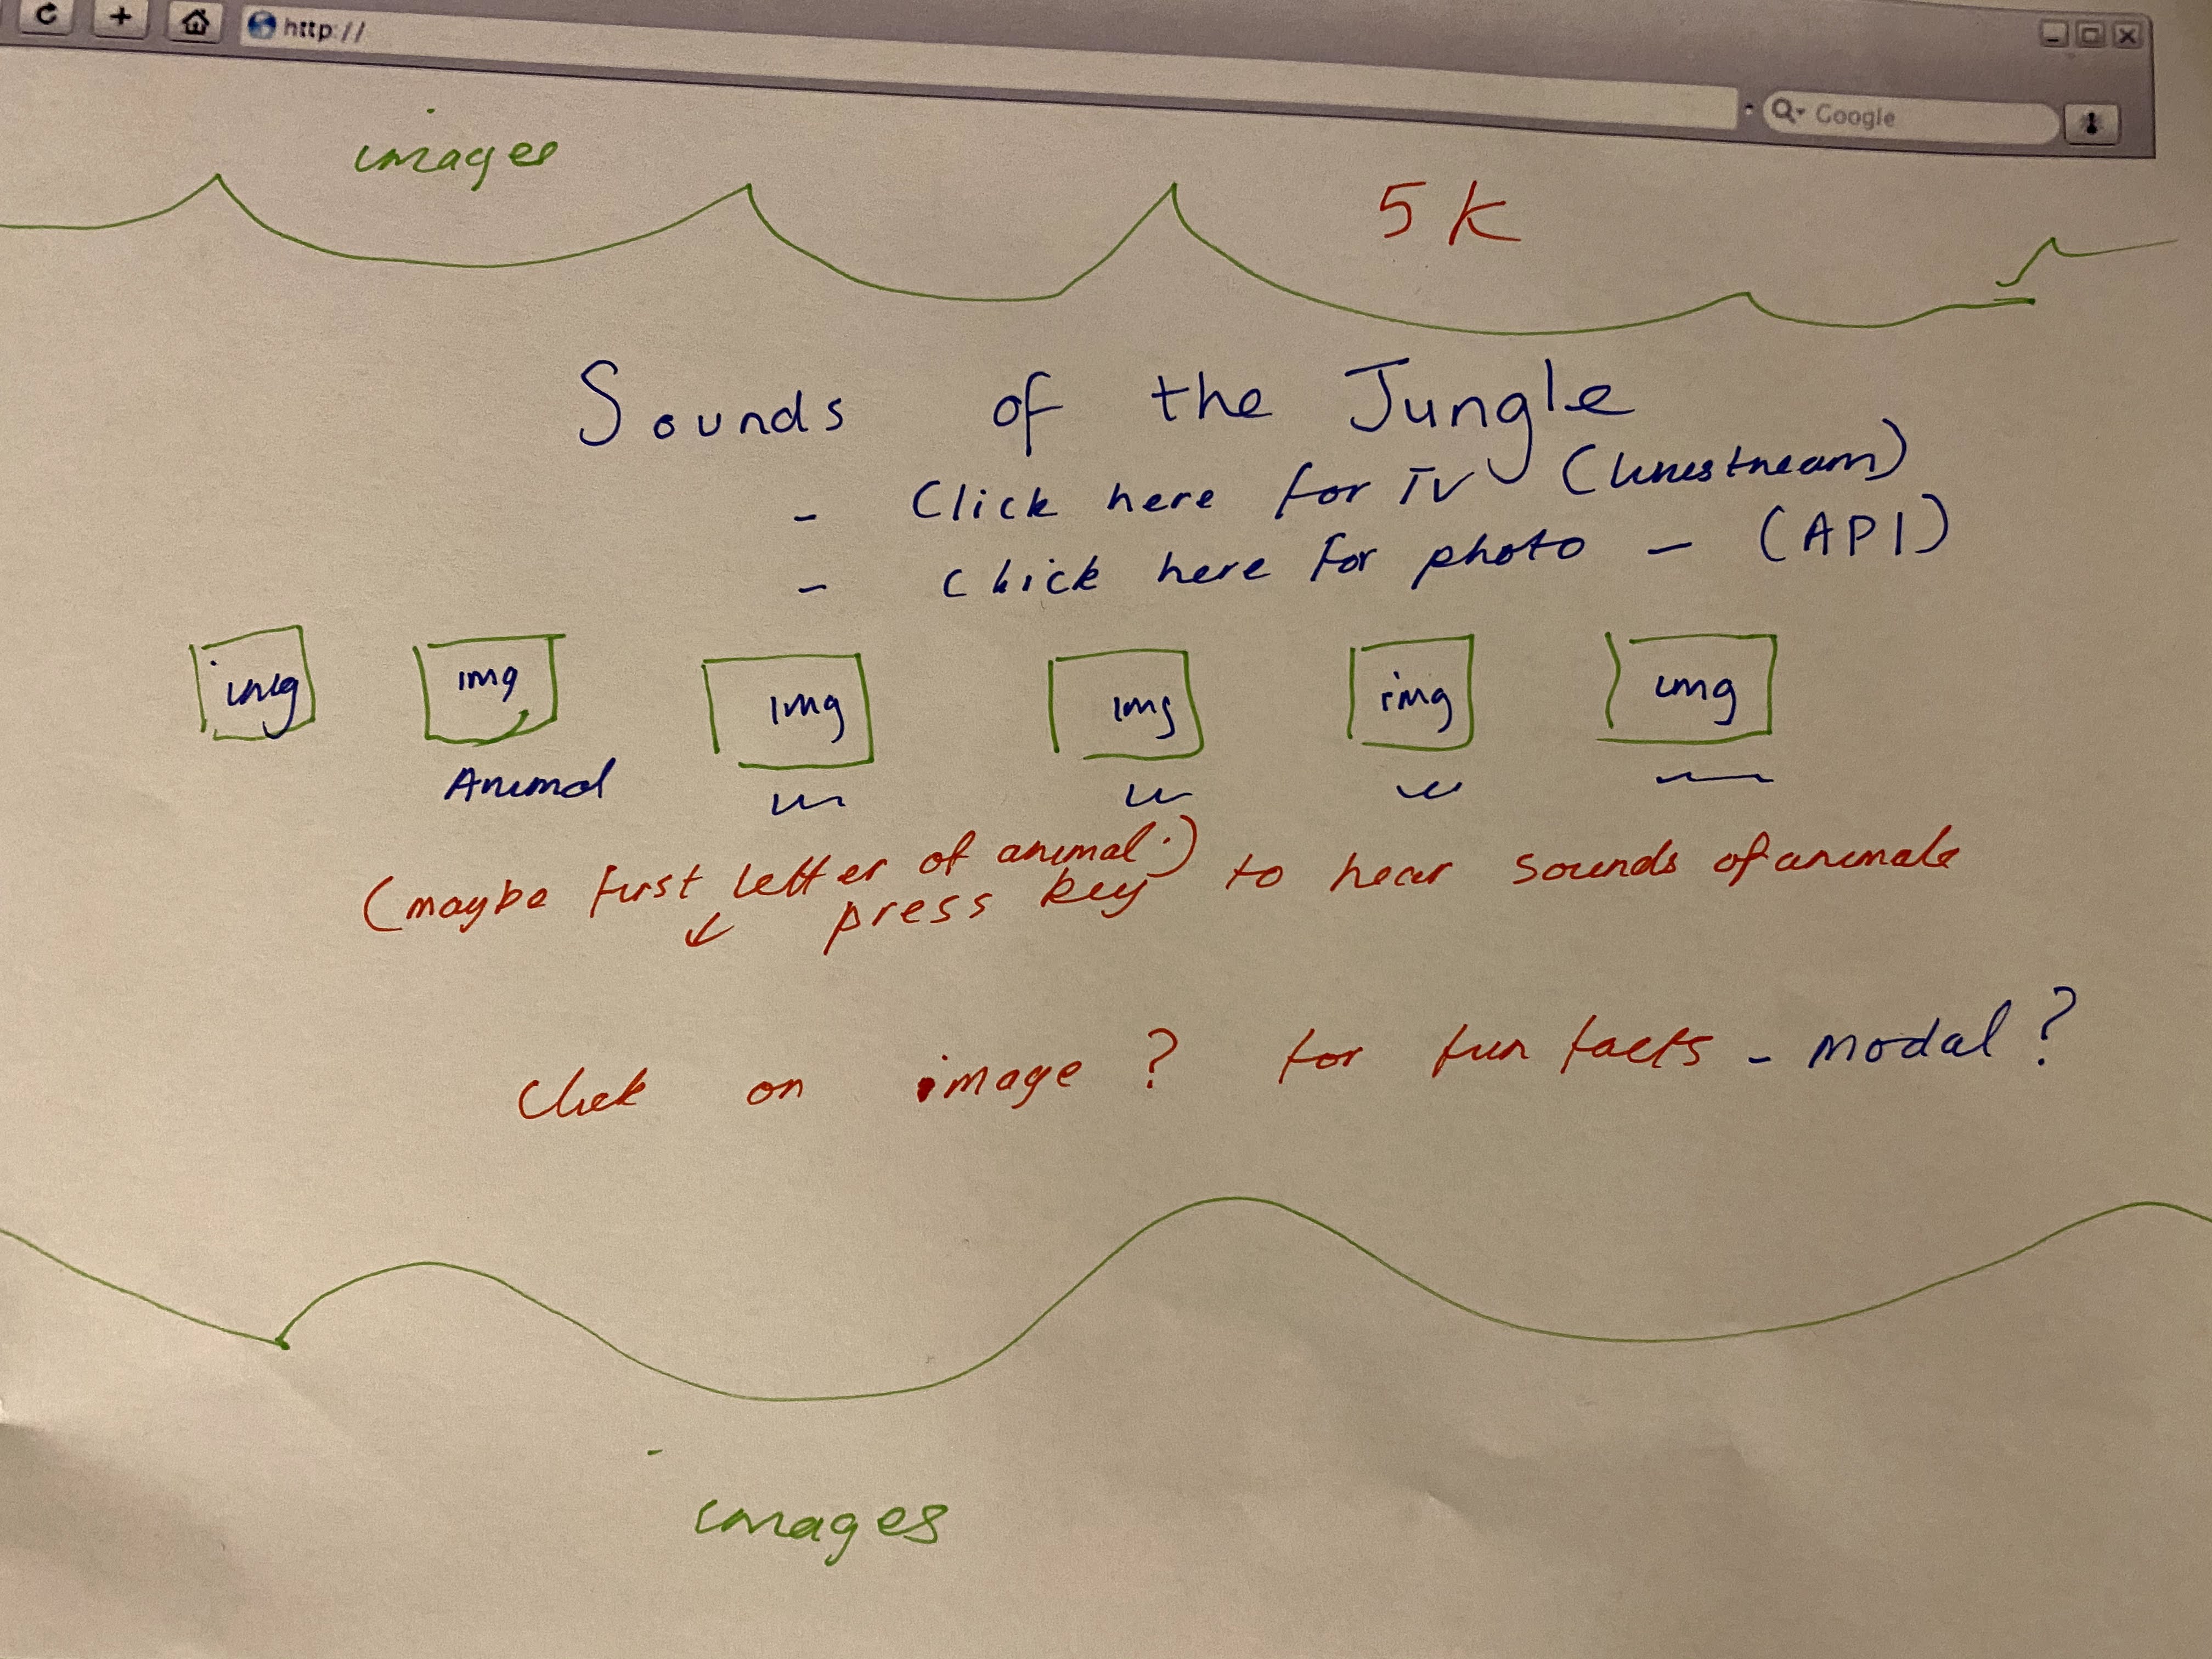 http://
Google
images
5K
Sounds of the Jungle
- Click here for TV (livestream)
- Click here for photo - (API)
img img img img img img
Animal
(maybe first letter of animal.) to hear sounds of animals
press key
Click on image ? for fun facts - modal ?
images